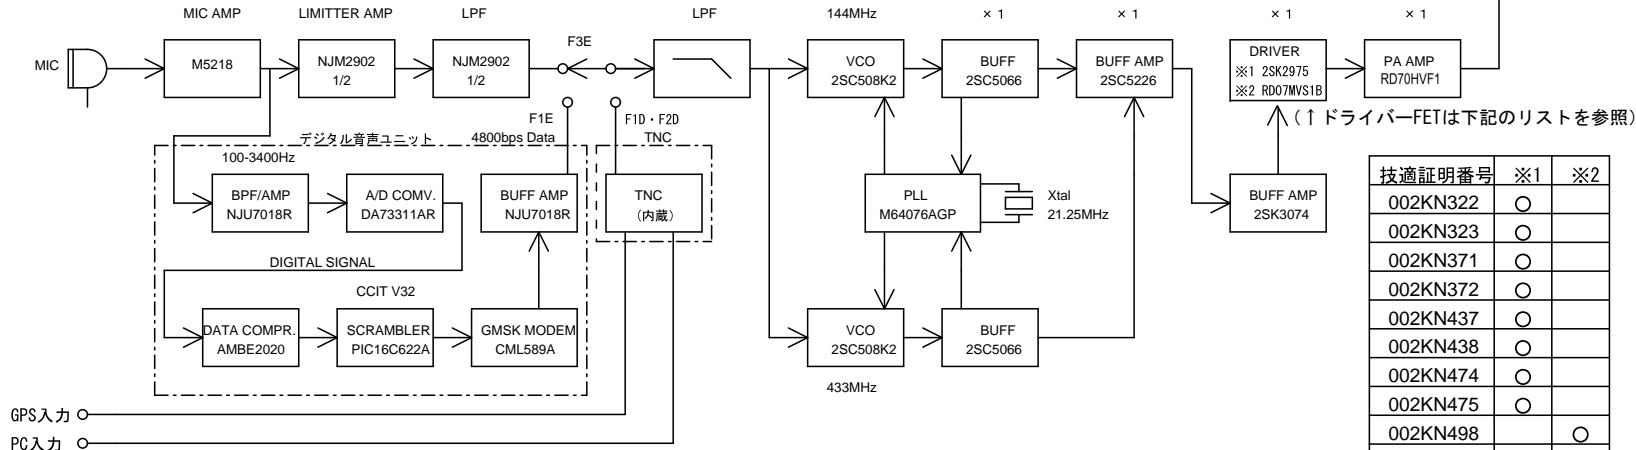 MIC AMP
LIMITTER AMP
LPF
LPF
144MHz
× 1
× 1
× 1
× 1
MIC
M5218
NJM2902
1/2
NJM2902
1/2
F3E
VCO
2SC508K2
BUFF
2SC5066
BUFF AMP
2SC5226
DRIVER
※1 2SK2975
※2 RD07MVS1B
PA AMP
RD70HVF1
(↑ドライバーFETは下記のリストを参照)
F1E
F1D・F2D
デジタル音声ユニット
4800bps Data
TNC
100-3400Hz
BPF/AMP
NJU7018R
A/D COMV.
DA73311AR
BUFF AMP
NJU7018R
TNC
(内蔵)
PLL
M64076AGP
Xtal
21.25MHz
BUFF AMP
2SK3074
DIGITAL SIGNAL
CCIT V32
DATA COMPR.
AMBE2020
SCRAMBLER
PIC16C622A
GMSK MODEM
CML589A
VCO
2SC508K2
BUFF
2SC5066
433MHz
GPS入力
PC入力
技適証明番号 ※1 ※2
002KN322 ○
002KN323 ○
002KN371 ○
002KN372 ○
002KN437 ○
002KN438 ○
002KN474 ○
002KN475 ○
002KN498 ○